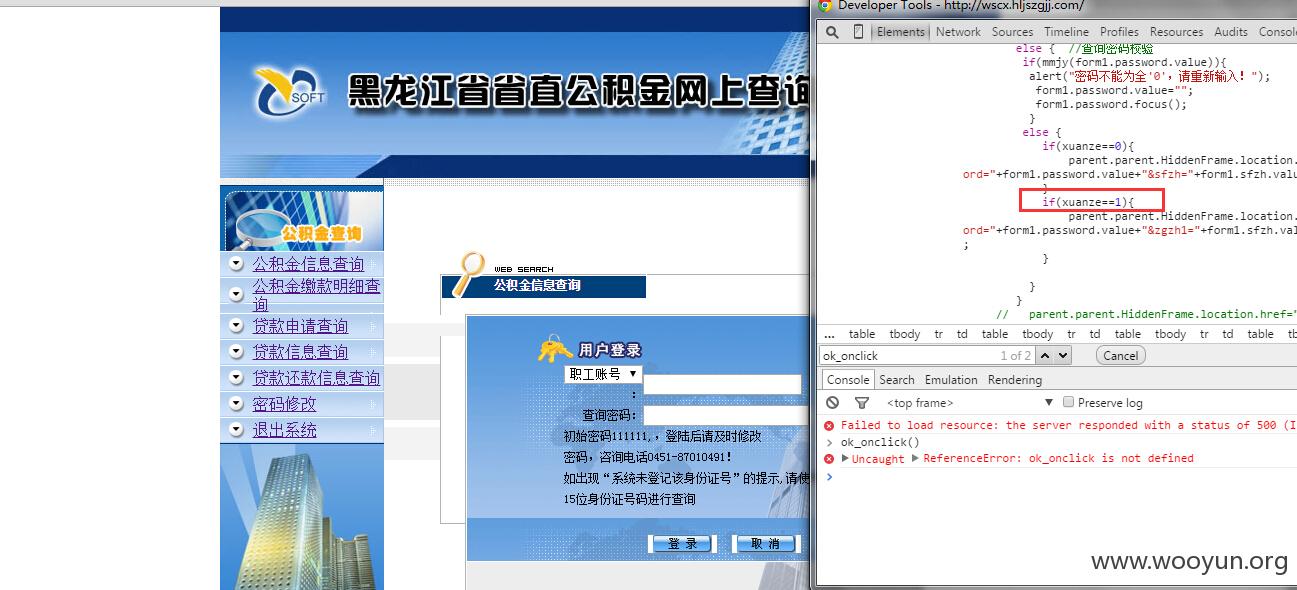 SOFT
黑龙江省省直公积金网上查询
公积金查询
公积金信息查询
公积金缴款明细查
询
贷款申请查询
贷款信息查询
贷款还款信息查询
密码修改
退出系统
WEB SEARCH
公积金信息查询
用户登录
职工账号 ▼
:
查询密码:
初始密码111111,，登陆后请及时修改
密码，咨询电话0451-87010491!
如出现“系统未登记该身份证号”的提示,请使
15位身份证号码进行查询
登 录
取 消
Developer Tools - http://wscx.hljszgjj.com/
Elements Network Sources Timeline Profiles Resources Audits Console
else { //查询密码校验
if(mmjy(form1.password.value)){
alert("密码不能为全'0'，请重新输入！");
form1.password.value="";
form1.password.focus();
}
else {
if(xuanze==0){
parent.parent.HiddenFrame.location.
ord="+form1.password.value+"&sfzh="+form1.sfzh.valu
}
if(xuanze==1){
parent.parent.HiddenFrame.location.
ord="+form1.password.value+"&zgzh1="+form1.sfzh.val
;
}
}
}
// parent.parent.HiddenFrame.location.href="
... table tbody tr td table tbody tr td table tbody tr td tb
ok_onclick 1 of 2 Cancel
Console Search Emulation Rendering
<top frame> ▼ Preserve log
Failed to load resource: the server responded with a status of 500 (I
> ok_onclick()
▶Uncaught ▶ReferenceError: ok_onclick is not defined
>
www.wooyun.org